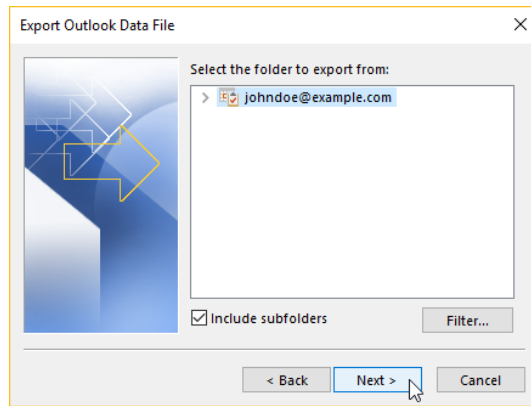 Export Outlook Data File
Select the folder to export from:
johndoe@example.com
Include subfolders
Filter...
< Back
Next >
Cancel